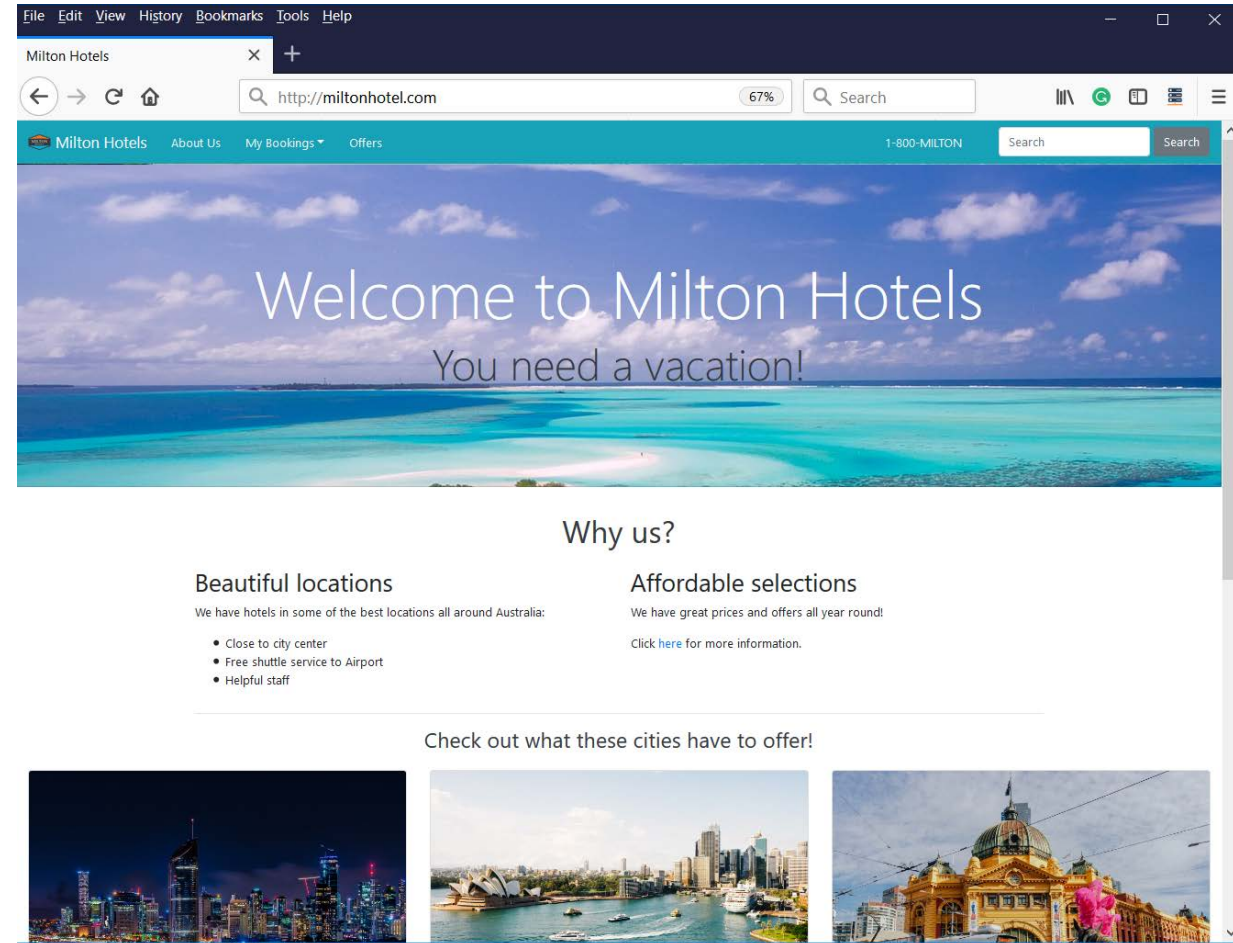 File Edit View History Bookmarks Tools Help
Milton Hotels
http://miltonhotel.com 67% Search
Milton Hotels About Us My Bookings Offers 1-800-MILTON Search Search
Welcome to Milton Hotels
You need a vacation!
Why us?
Beautiful locations
We have hotels in some of the best locations all around Australia:
Close to city center
Free shuttle service to Airport
Helpful staff
Affordable selections
We have great prices and offers all year round!
Click here for more information.
Check out what these cities have to offer!